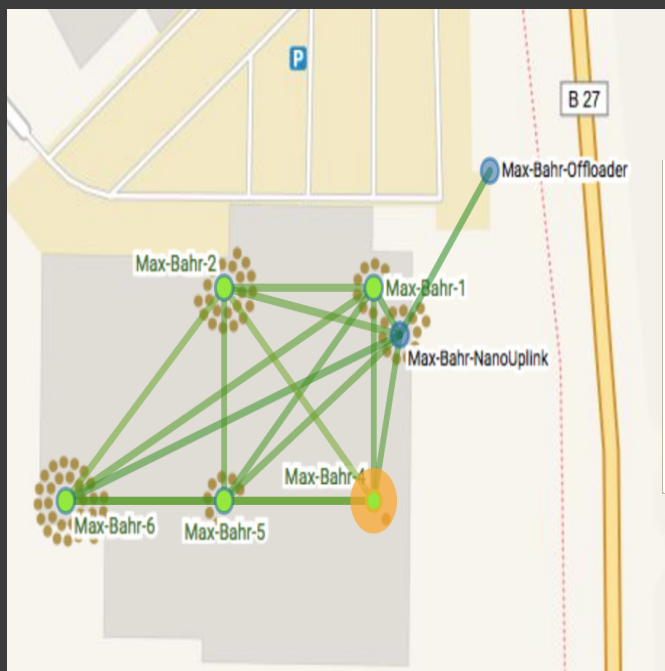 P
B 27
Max-Bahr-Offloader
Max-Bahr-2
Max-Bahr-1
Max-Bahr-NanoUplink
Max-Bahr-4
Max-Bahr-6
Max-Bahr-5